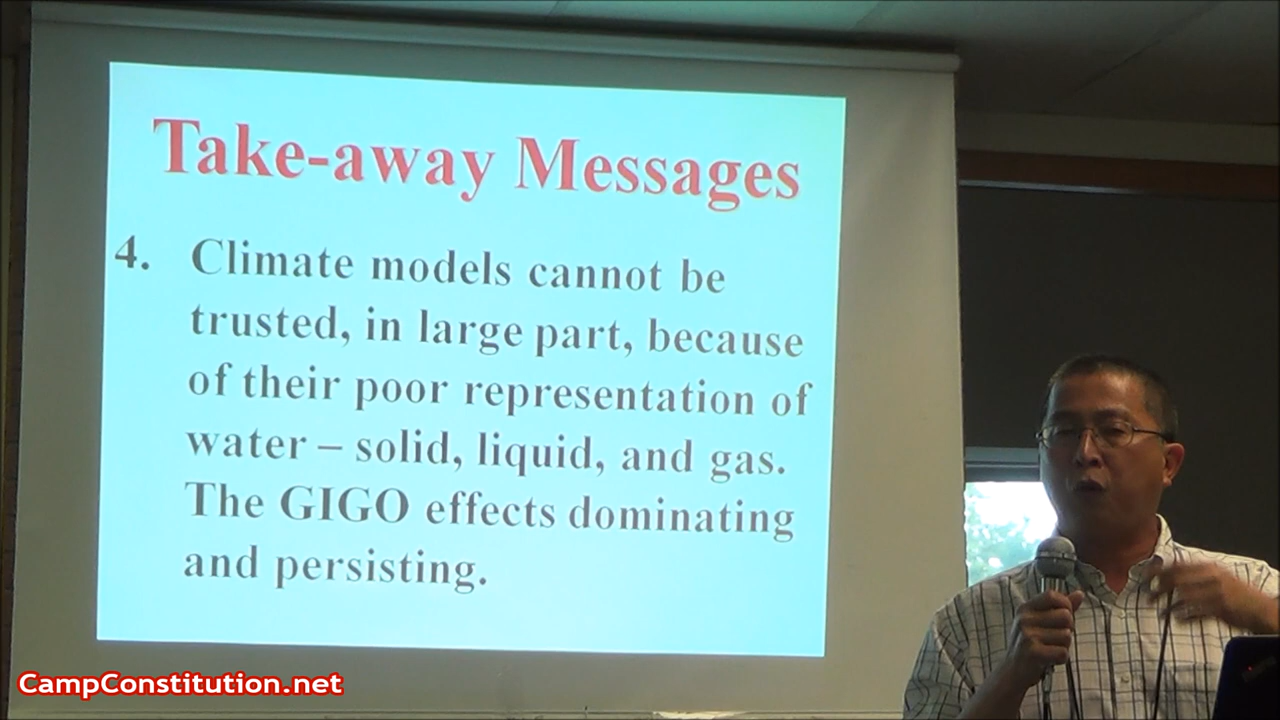 Take-away Messages
4. Climate models cannot be
trusted, in large part, because
of their poor representation of
water – solid, liquid, and gas.
The GIGO effects dominating
and persisting.
CampConstitution.net